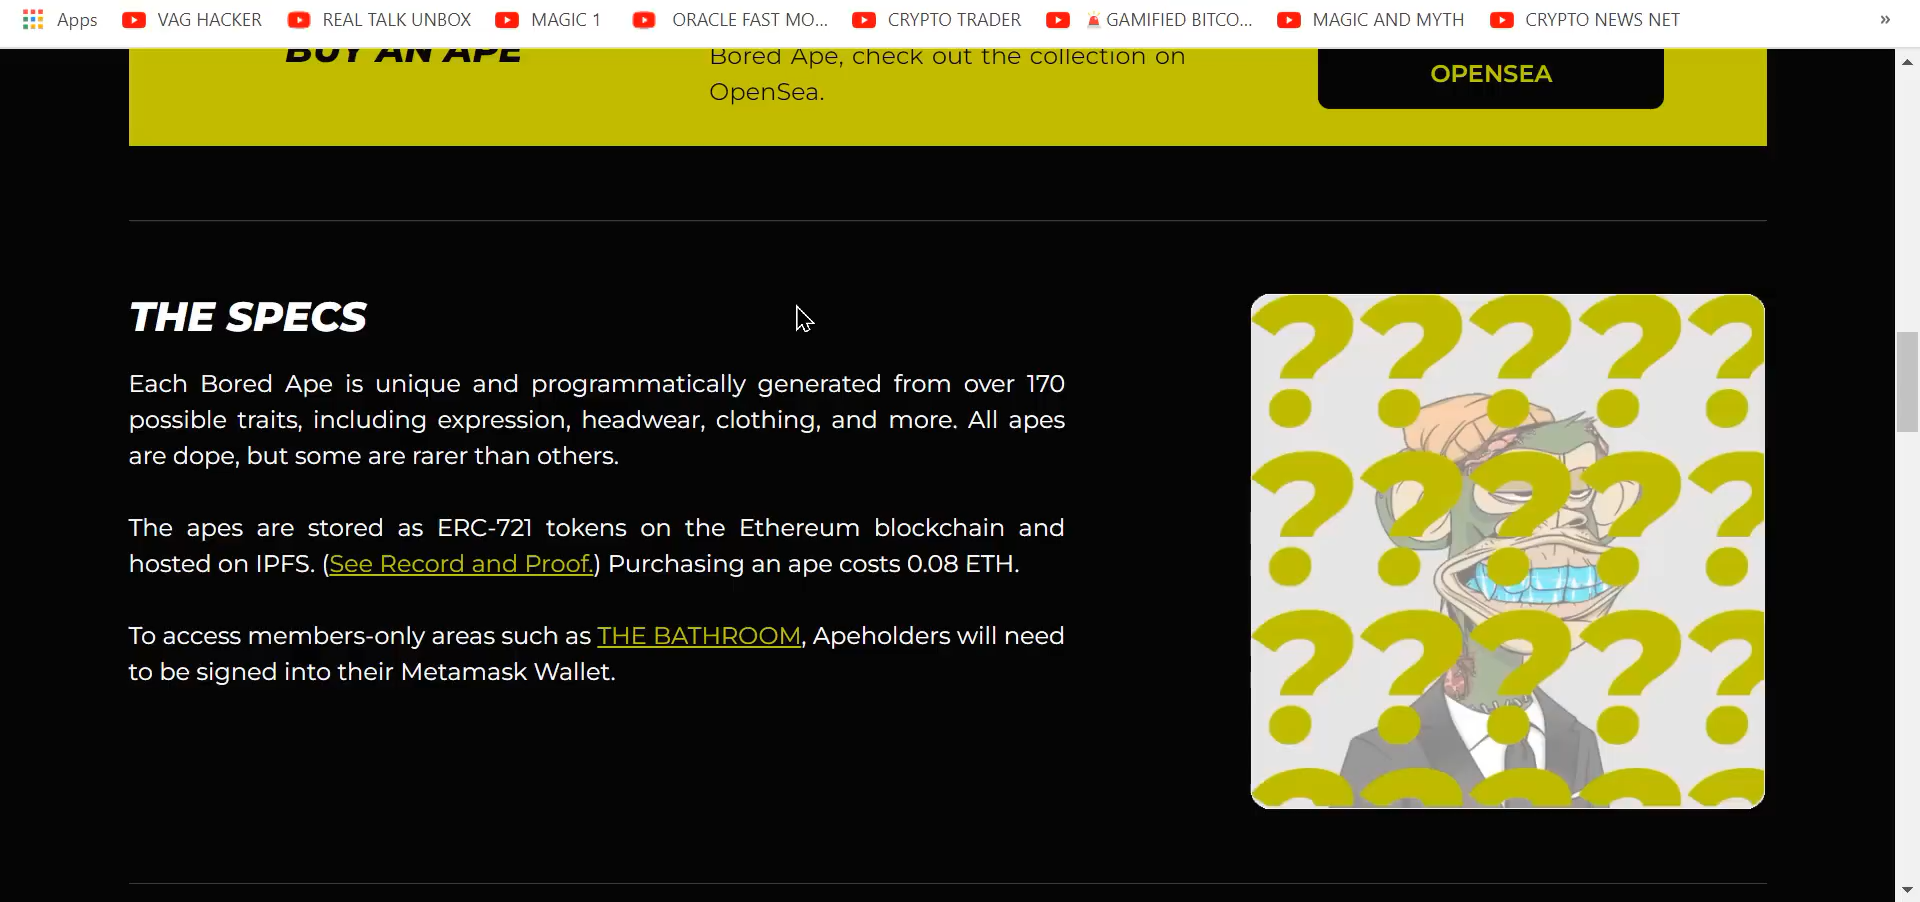 Apps VAG HACKER REAL TALK UNBOX MAGIC 1 ORACLE FAST MO... CRYPTO TRADER GAMIFIED BITCO... MAGIC AND MYTH CRYPTO NEWS NET »
BUY AN APE
Bored Ape, check out the collection on
OpenSea.
OPENSEA
THE SPECS
Each Bored Ape is unique and programmatically generated from over 170
possible traits, including expression, headwear, clothing, and more. All apes
are dope, but some are rarer than others.
The apes are stored as ERC-721 tokens on the Ethereum blockchain and
hosted on IPFS. (See Record and Proof.) Purchasing an ape costs 0.08 ETH.
To access members-only areas such as THE BATHROOM, Apeholders will need
to be signed into their Metamask Wallet.
?????
?????
?????
?????